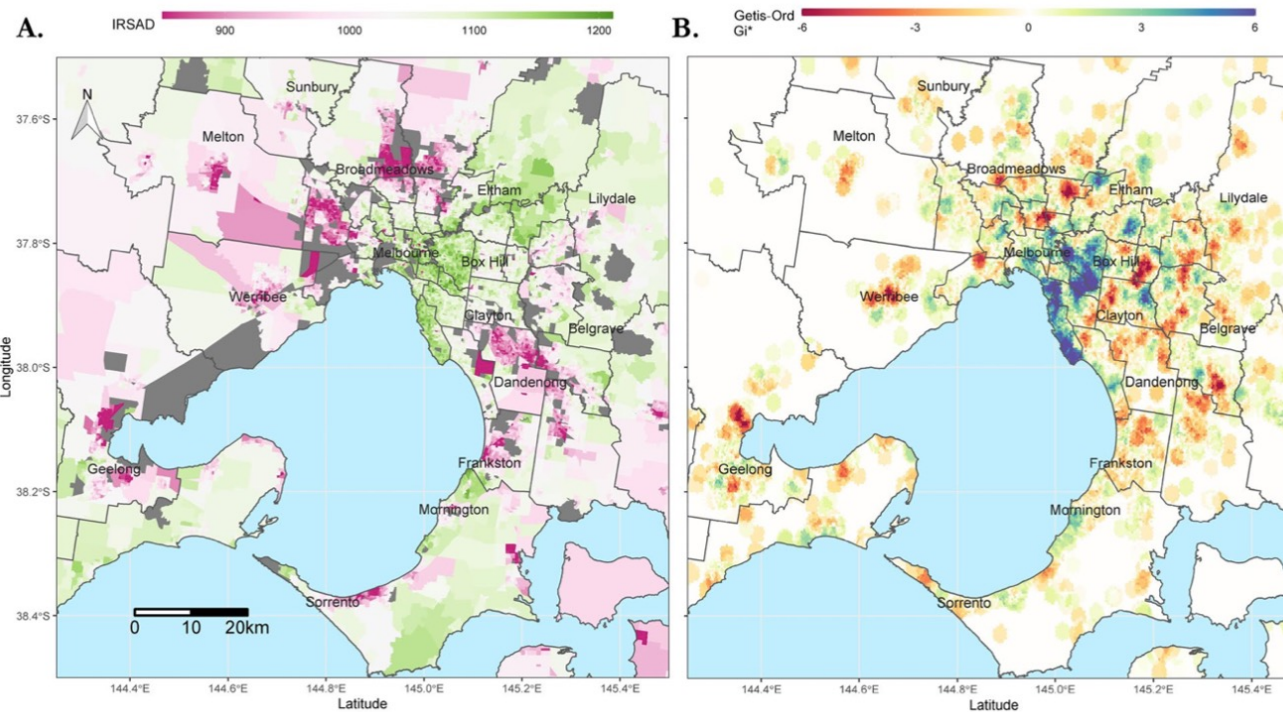 A.
IRSAD
900 1000 1100 1200
N
Sunbury
Melton
Broadmeadows
Eltham
Lilydale
Melbourne
Box Hill
Werribee
Clayton
Belgrave
Dandenong
Geelong
Frankston
Mornington
Sorrento
0 10 20km
37.6°S
37.8°S
38.0°S
38.2°S
38.4°S
Longitude
144.4°E 144.6°E 144.8°E 145.0°E 145.2°E 145.4°E
Latitude
B.
Getis-Ord
Gi*
-6 -3 0 3 6
Sunbury
Melton
Broadmeadows
Eltham
Lilydale
Melbourne
Box Hill
Werribee
Clayton
Belgrave
Dandenong
Geelong
Frankston
Mornington
Sorrento
144.4°E 144.6°E 144.8°E 145.0°E 145.2°E 145.4°E
Latitude